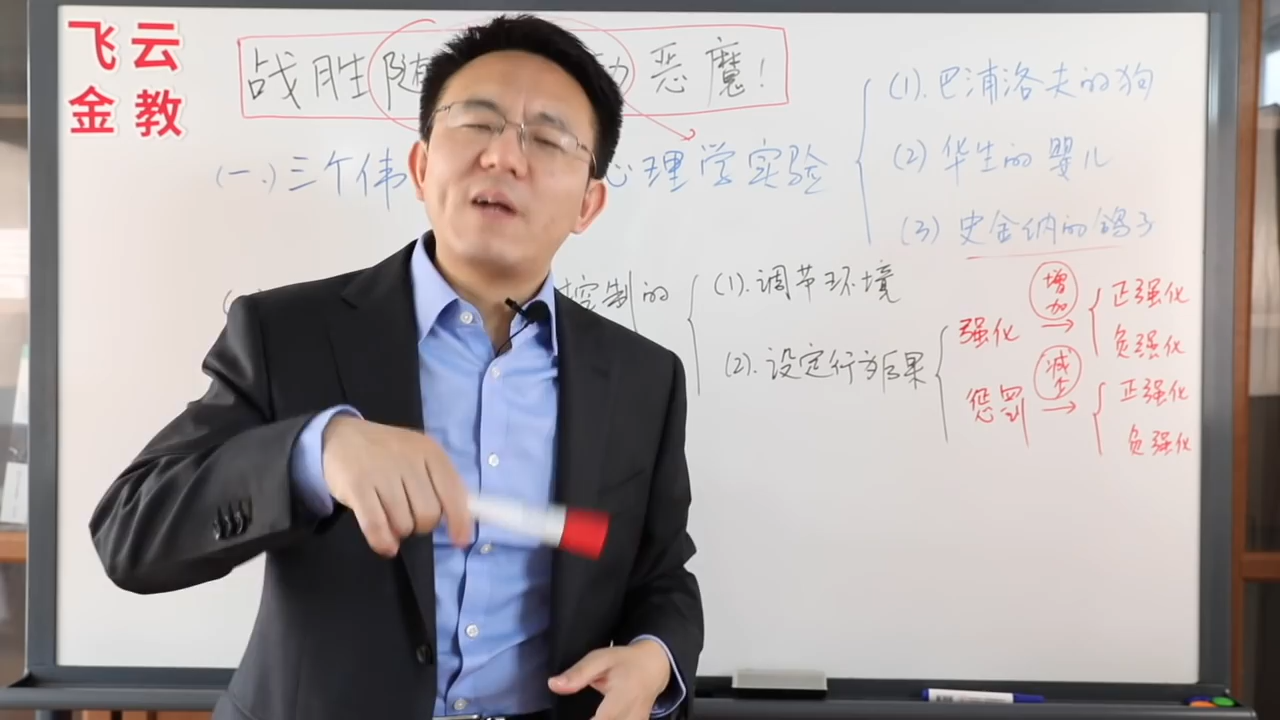 飞云
金教
战胜随 动恶魔!
(一.)三个伟 心理学实验
(1).巴浦洛夫的狗
(2)华生的婴儿
(3)史金纳的鸽子
控制的
(1).调节环境
(2).设定行为后果
强化
增加
正强化
负强化
惩罚
减少
正强化
负强化